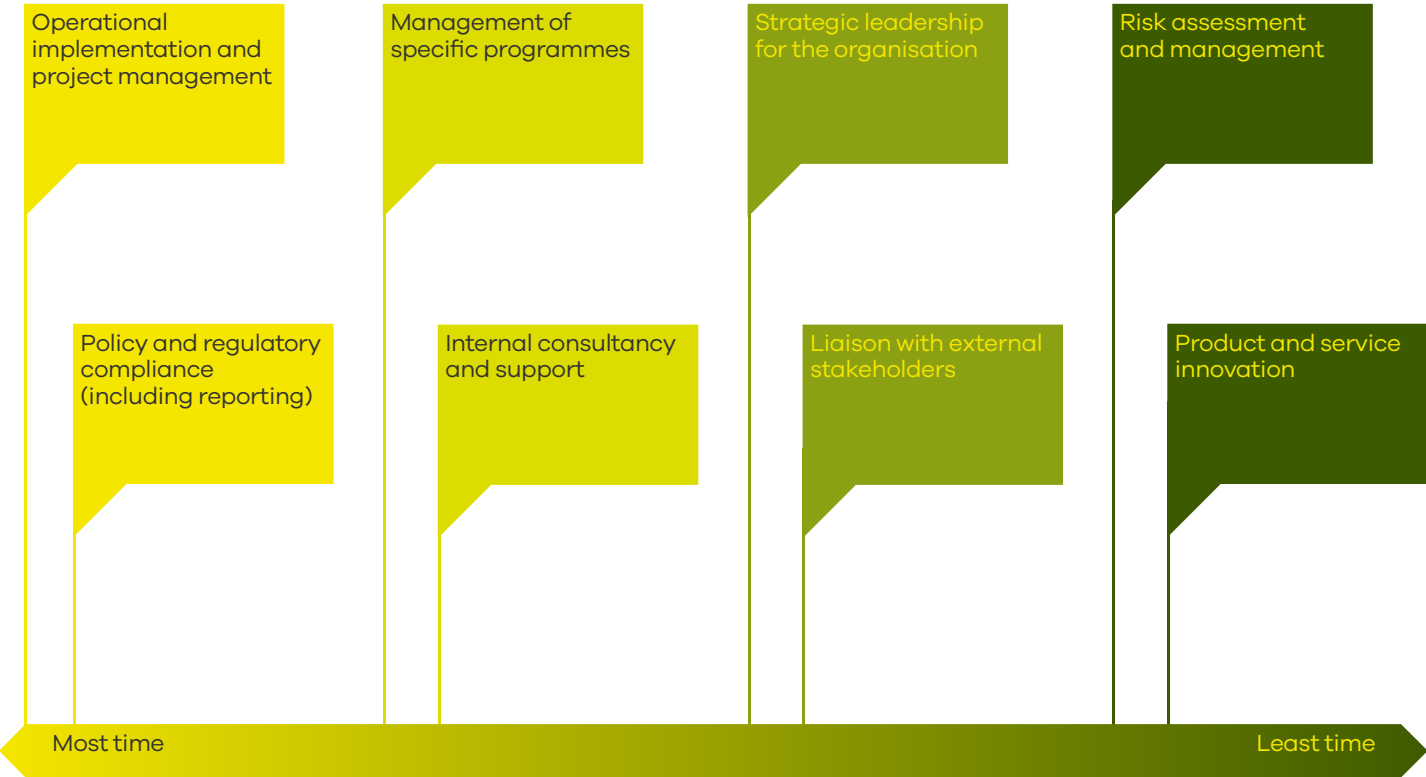 Operational
implementation and
project management
Management of
specific programmes
Strategic leadership
for the organisation
Risk assessment
and management
Policy and regulatory
compliance
(including reporting)
Internal consultancy
and support
Liaison with external
stakeholders
Product and service
innovation
Most time
Least time